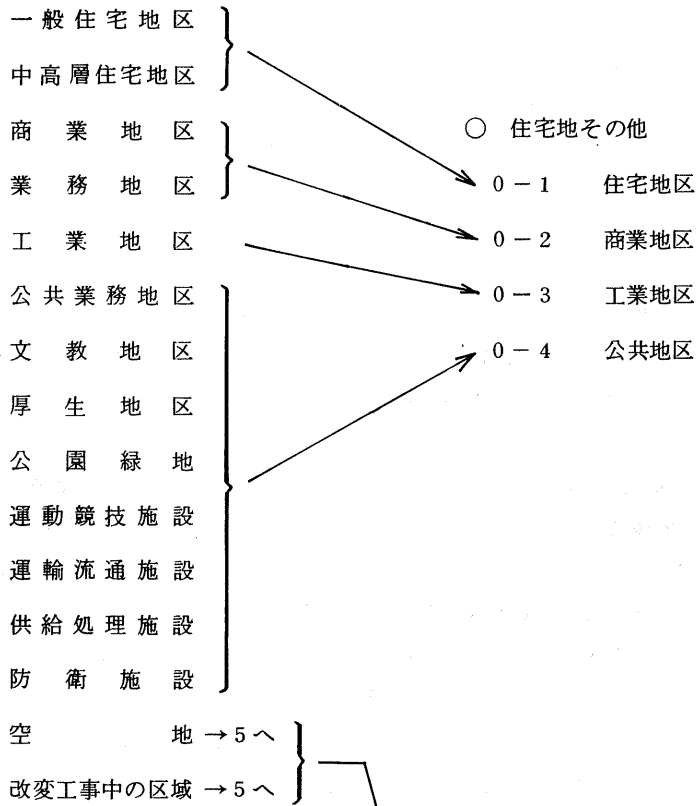 一般住宅地区
中高層住宅地区
商業地区
業務地区
工業地区
公共業務地区
文教地区
厚生地区
公園緑地
運動競技施設
運輸流通施設
供給処理施設
防衛施設
空地→5へ
改変工事中の区域→5へ
○ 住宅地その他
0-1 住宅地区
0-2 商業地区
0-3 工業地区
0-4 公共地区